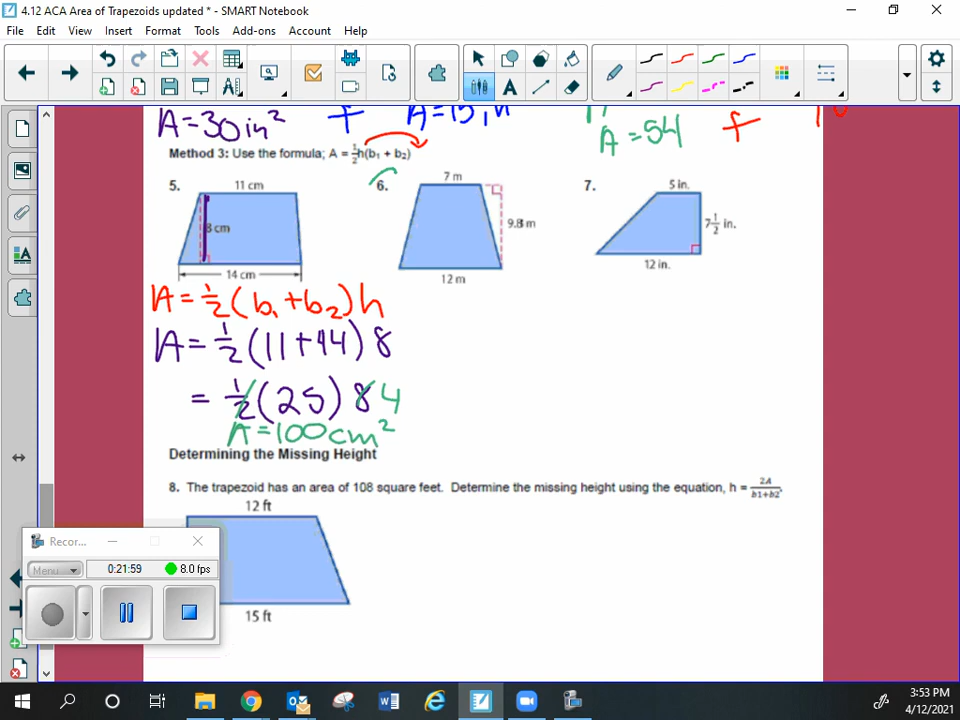 4.12 ACA Area of Trapezoids updated * - SMART Notebook
File Edit View Insert Format Tools Add-ons Account Help
A=30in² f A=15in
A=54 f
Method 3: Use the formula; A = ½h(b₁ + b₂)
5. 11 cm 6. 7 m 7. 5 in.
8 cm 9.8 m 7½ in.
14 cm 12 m 12 in.
A=½(b₁+b₂)h
A=½(11+14)8
=½(25)84
A=100cm²
Determining the Missing Height
8. The trapezoid has an area of 108 square feet. Determine the missing height using the equation, h = 2A/b1+b2.
12 ft
15 ft
Recor...
Menu 0:21:59 8.0 fps
3:53 PM
4/12/2021